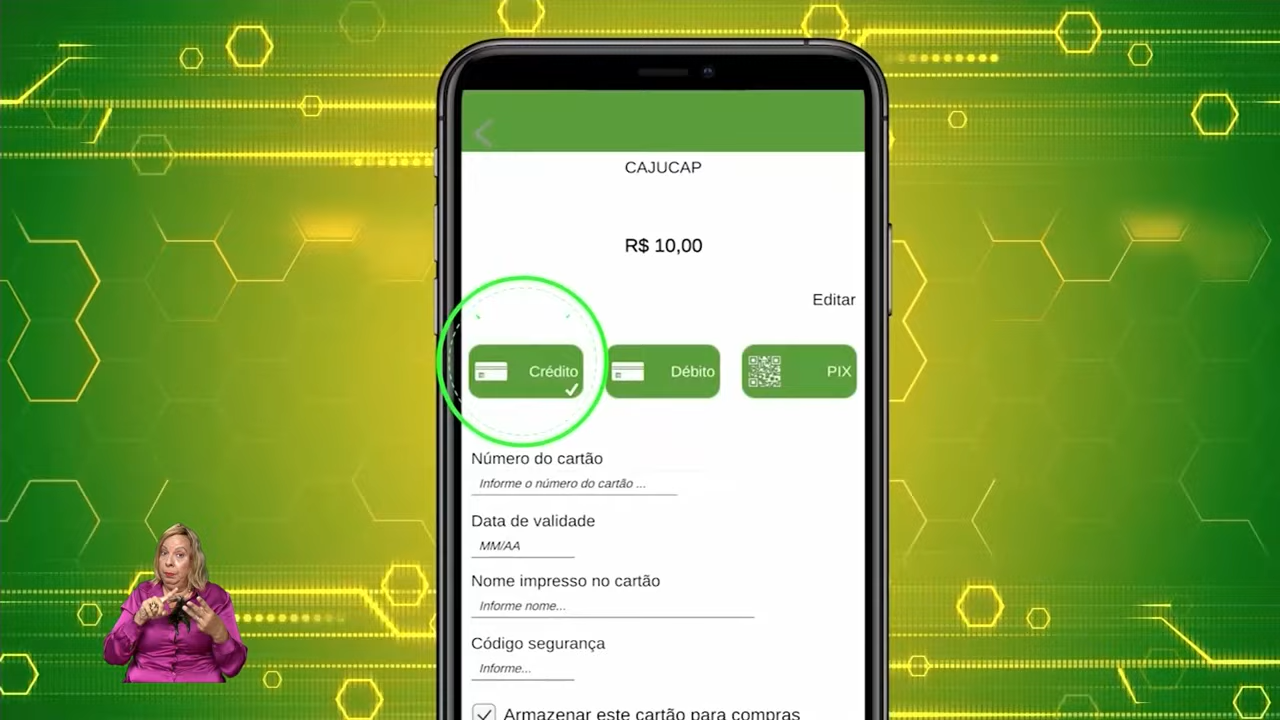 CAJUCAP
R$ 10,00
Editar
Crédito
Débito
PIX
Número do cartão
Informe o número do cartão ...
Data de validade
MM/AA
Nome impresso no cartão
Informe nome...
Código segurança
Informe...
Armazenar este cartão para compras